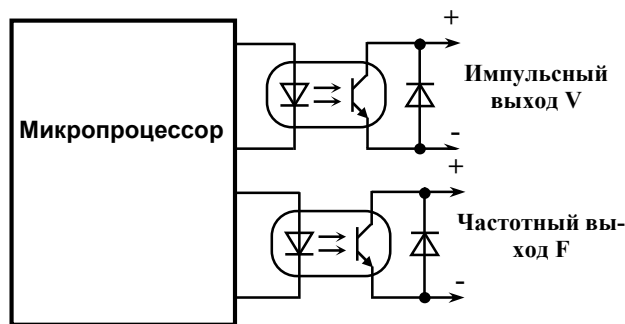 +
Импульсный
выход V
Микропроцессор
-
+
Частотный вы-
ход F
-